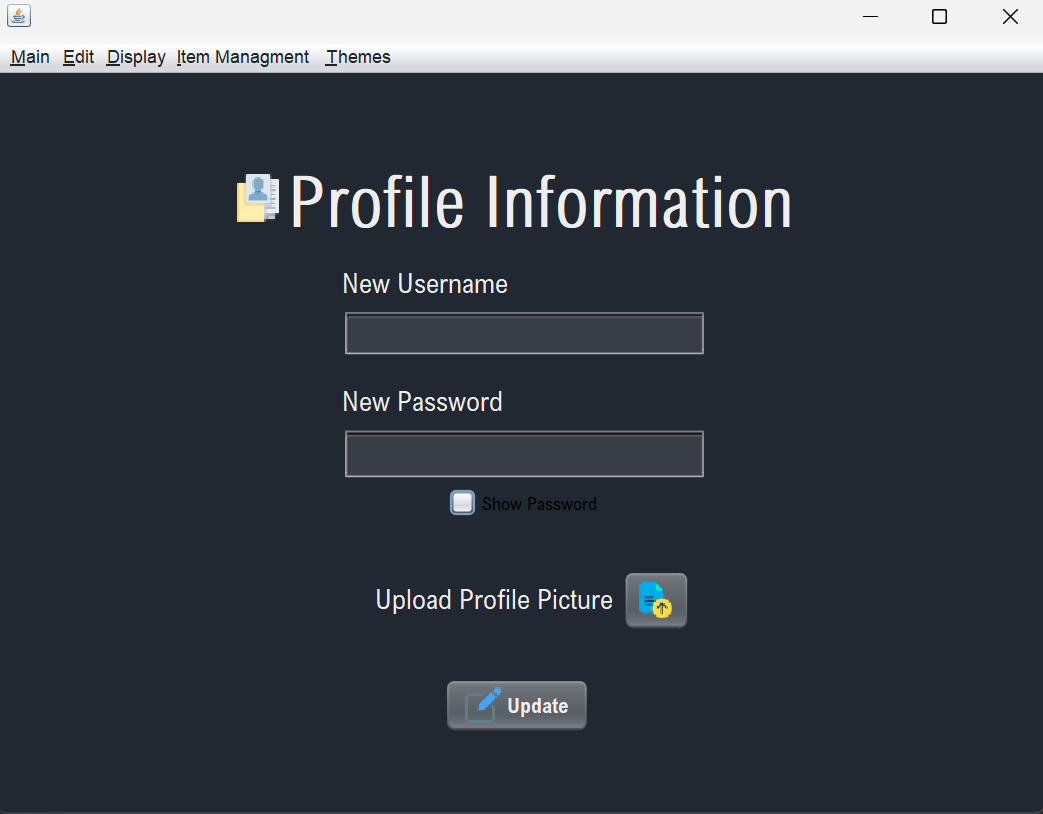 Main Edit Display Item Managment Themes
Profile Information
New Username
New Password
Show Password
Upload Profile Picture
Update